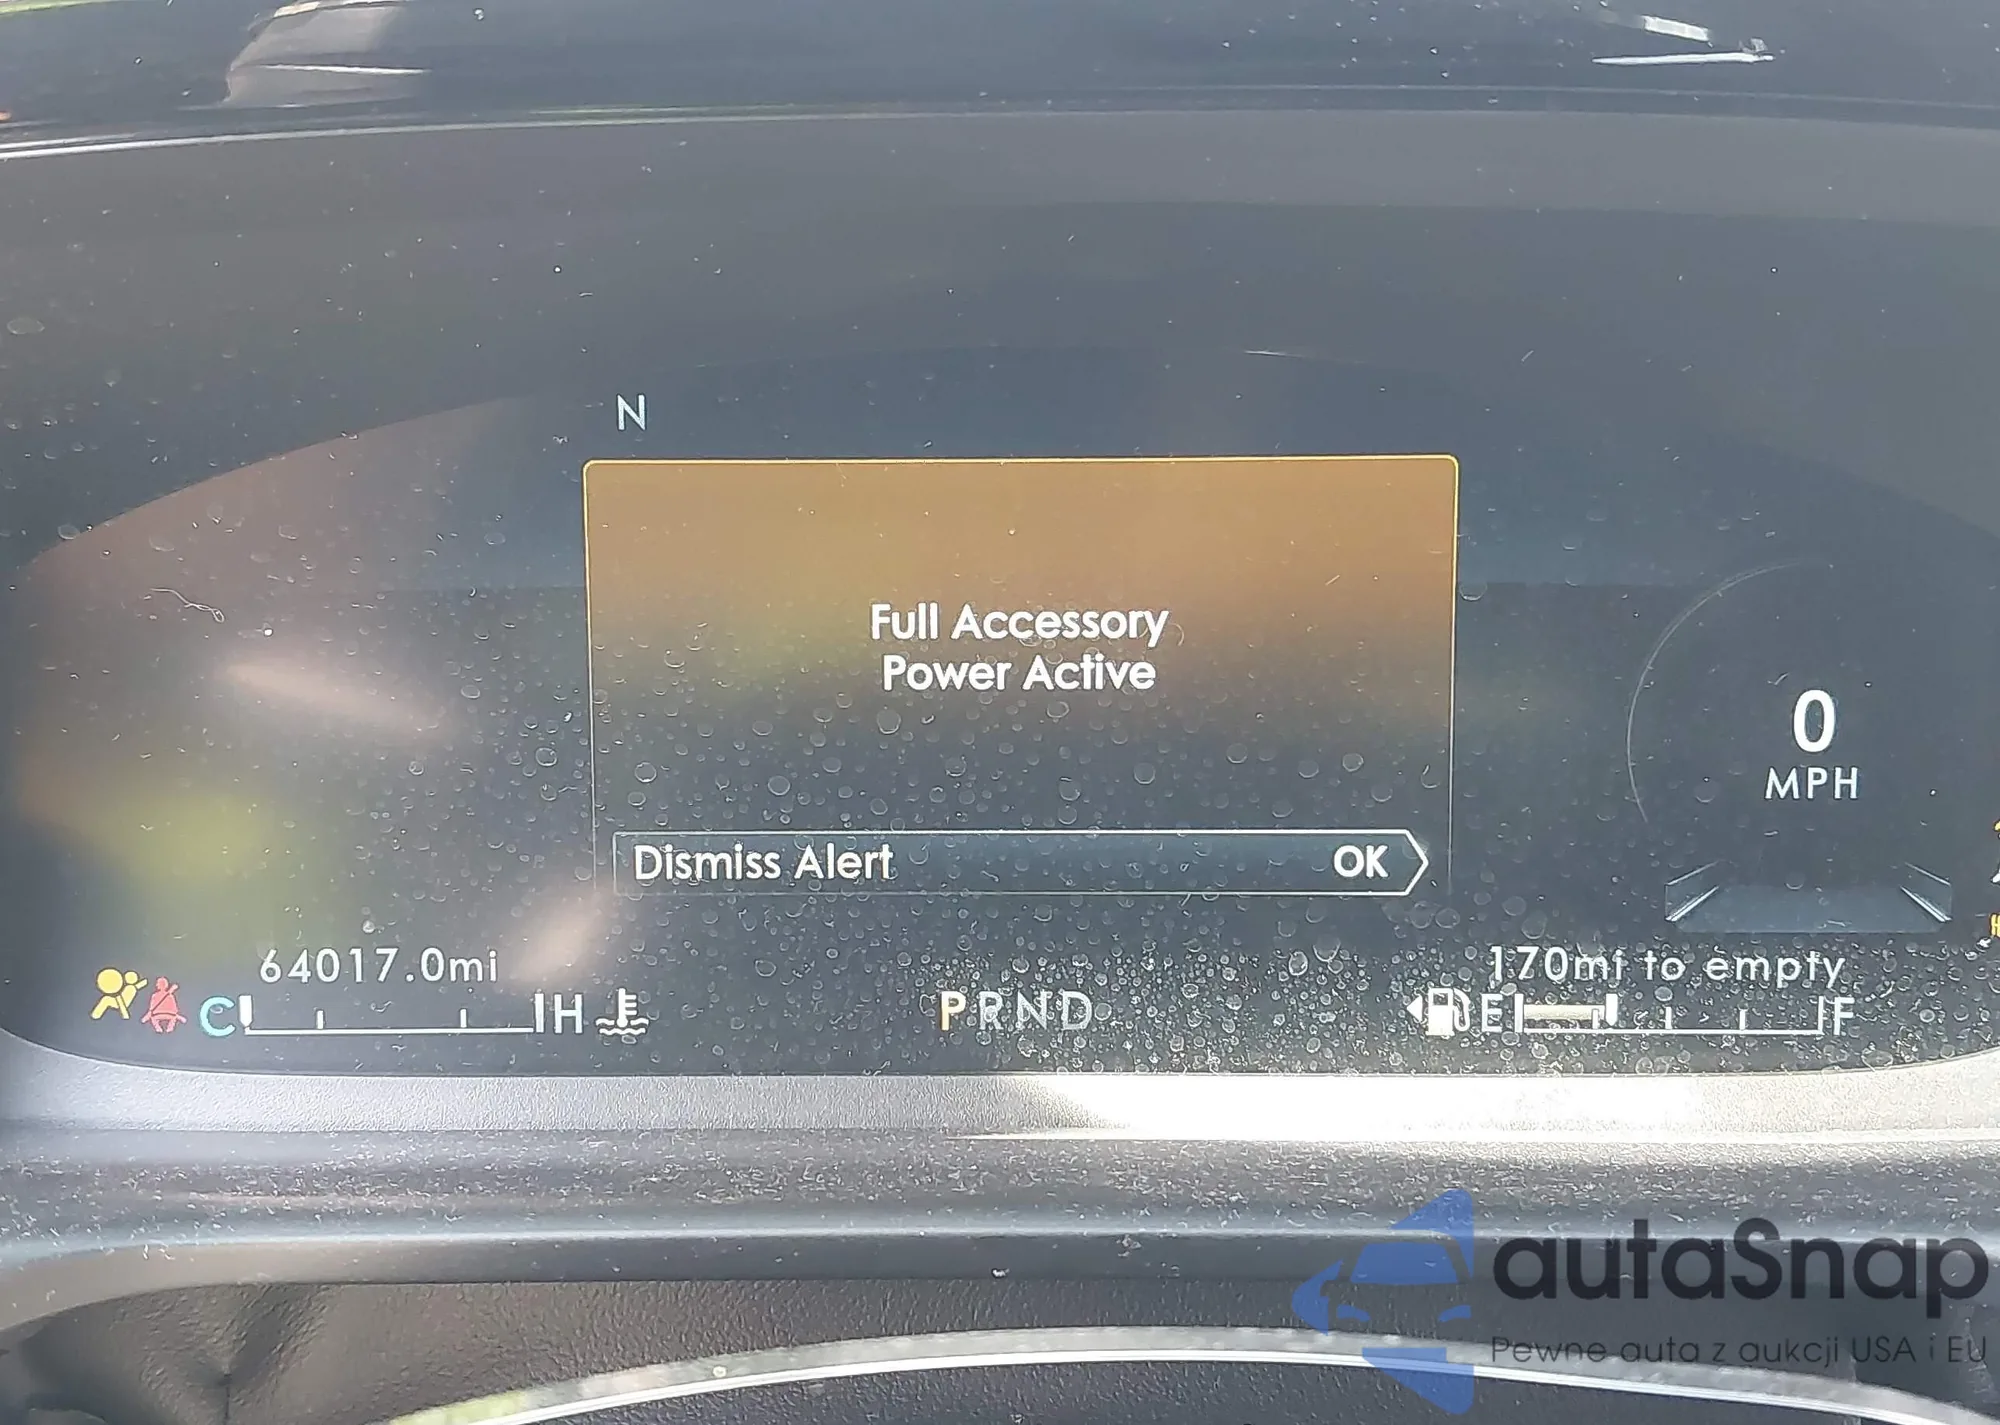 N
Full Accessory
Power Active
0
MPH
Dismiss Alert OK
64017.0mi
170mi to empty
C H
PRND
E F
autaSnap
Pewne auta z aukcji USA i EU